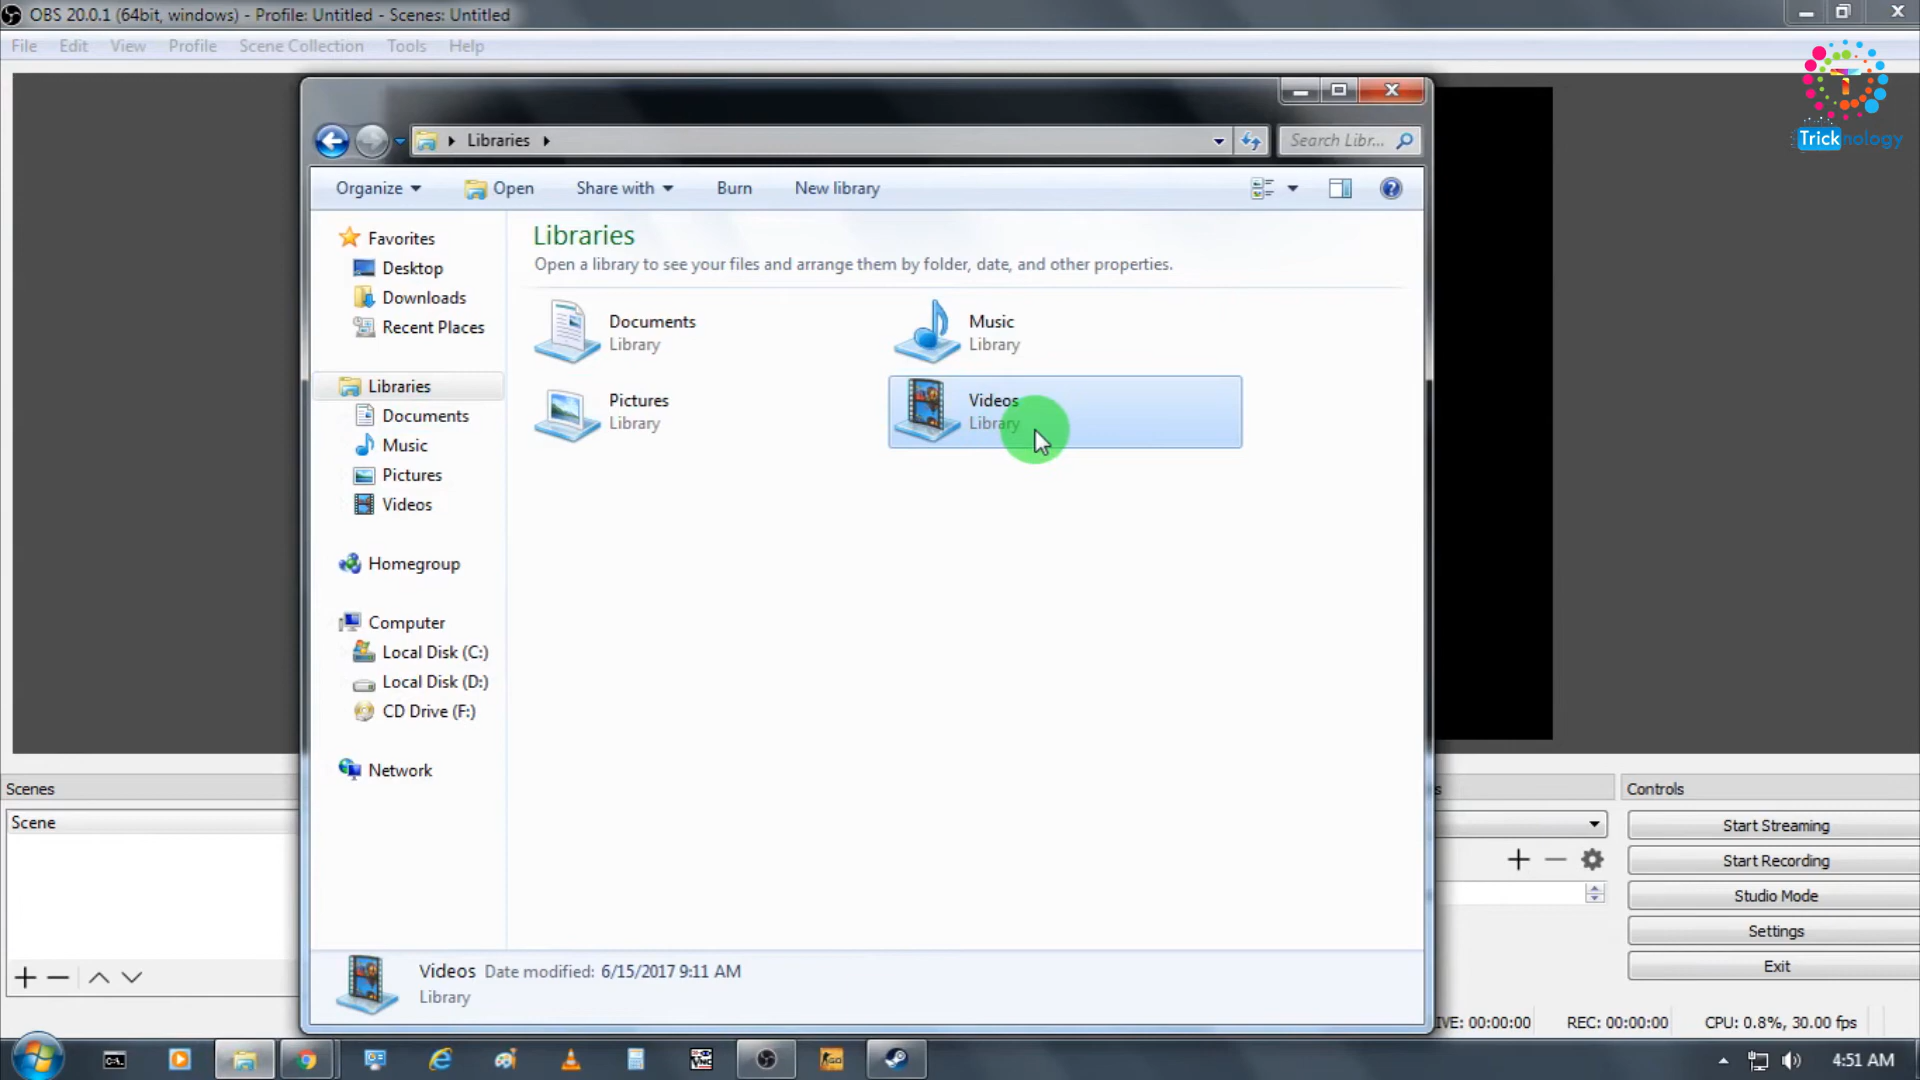 OBS 20.0.1 (64bit, windows) - Profile: Untitled - Scenes: Untitled
File Edit View Profile Scene Collection Tools Help
T
Tricknology
Libraries
Search Libr...
Organize Open Share with Burn New library
Favorites
Desktop
Downloads
Recent Places
Libraries
Documents
Music
Pictures
Videos
Homegroup
Computer
Local Disk (C:)
Local Disk (D:)
CD Drive (F:)
Network
Libraries
Open a library to see your files and arrange them by folder, date, and other properties.
Documents
Library
Music
Library
Pictures
Library
Videos
Library
Videos Date modified: 6/15/2017 9:11 AM
Library
Scenes
Scene
Controls
Start Streaming
Start Recording
Studio Mode
Settings
Exit
REC: 00:00:00 CPU: 0.8%, 30.00 fps
4:51 AM